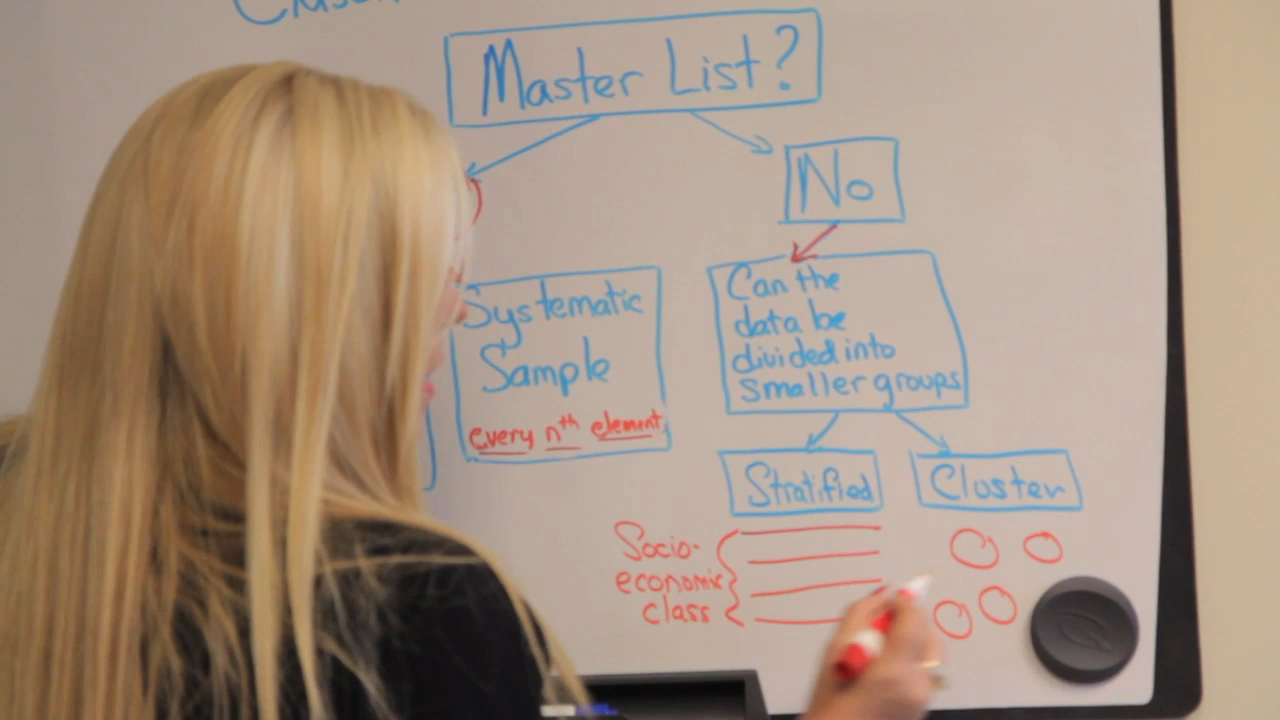 Master List?
No
Systematic
Sample
every nth element
Can the
data be
divided into
smaller groups
Stratified
Cluster
Socio-
economic
class